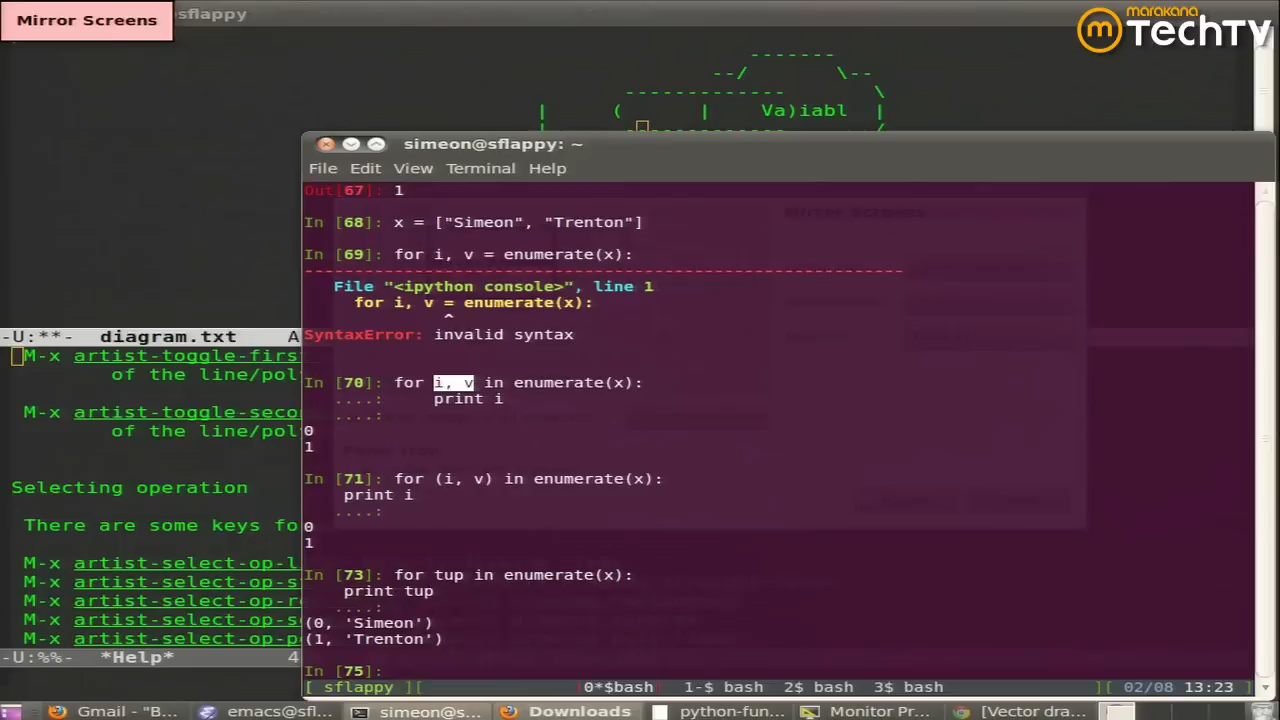 Mirror Screens
sflappy
marakana
TechTV
Va)iabl
simeon@sflappy: ~
File Edit View Terminal Help
Out[67]: 1
In [68]: x = ["Simeon", "Trenton"]
In [69]: for i, v = enumerate(x):
File "<ipython console>", line 1
for i, v = enumerate(x):
^
SyntaxError: invalid syntax
In [70]: for i, v in enumerate(x):
....: print i
....:
0
1
In [71]: for (i, v) in enumerate(x):
print i
....:
0
1
In [73]: for tup in enumerate(x):
print tup
....:
(0, 'Simeon')
(1, 'Trenton')
In [75]:
[ sflappy ][ 0*$bash 1-$ bash 2$ bash 3$ bash ][ 02/08 13:23 ]
-U:**- diagram.txt A
M-x artist-toggle-firs
of the line/pol
M-x artist-toggle-seco
of the line/pol
Selecting operation
There are some keys fo
M-x artist-select-op-l
M-x artist-select-op-s
M-x artist-select-op-re
M-x artist-select-op-s
M-x artist-select-op-p
-U:%%- *Help* 4
Gmail - "B... emacs@sfl... simeon@s... Downloads python-fun... Monitor Pr... [Vector dra...